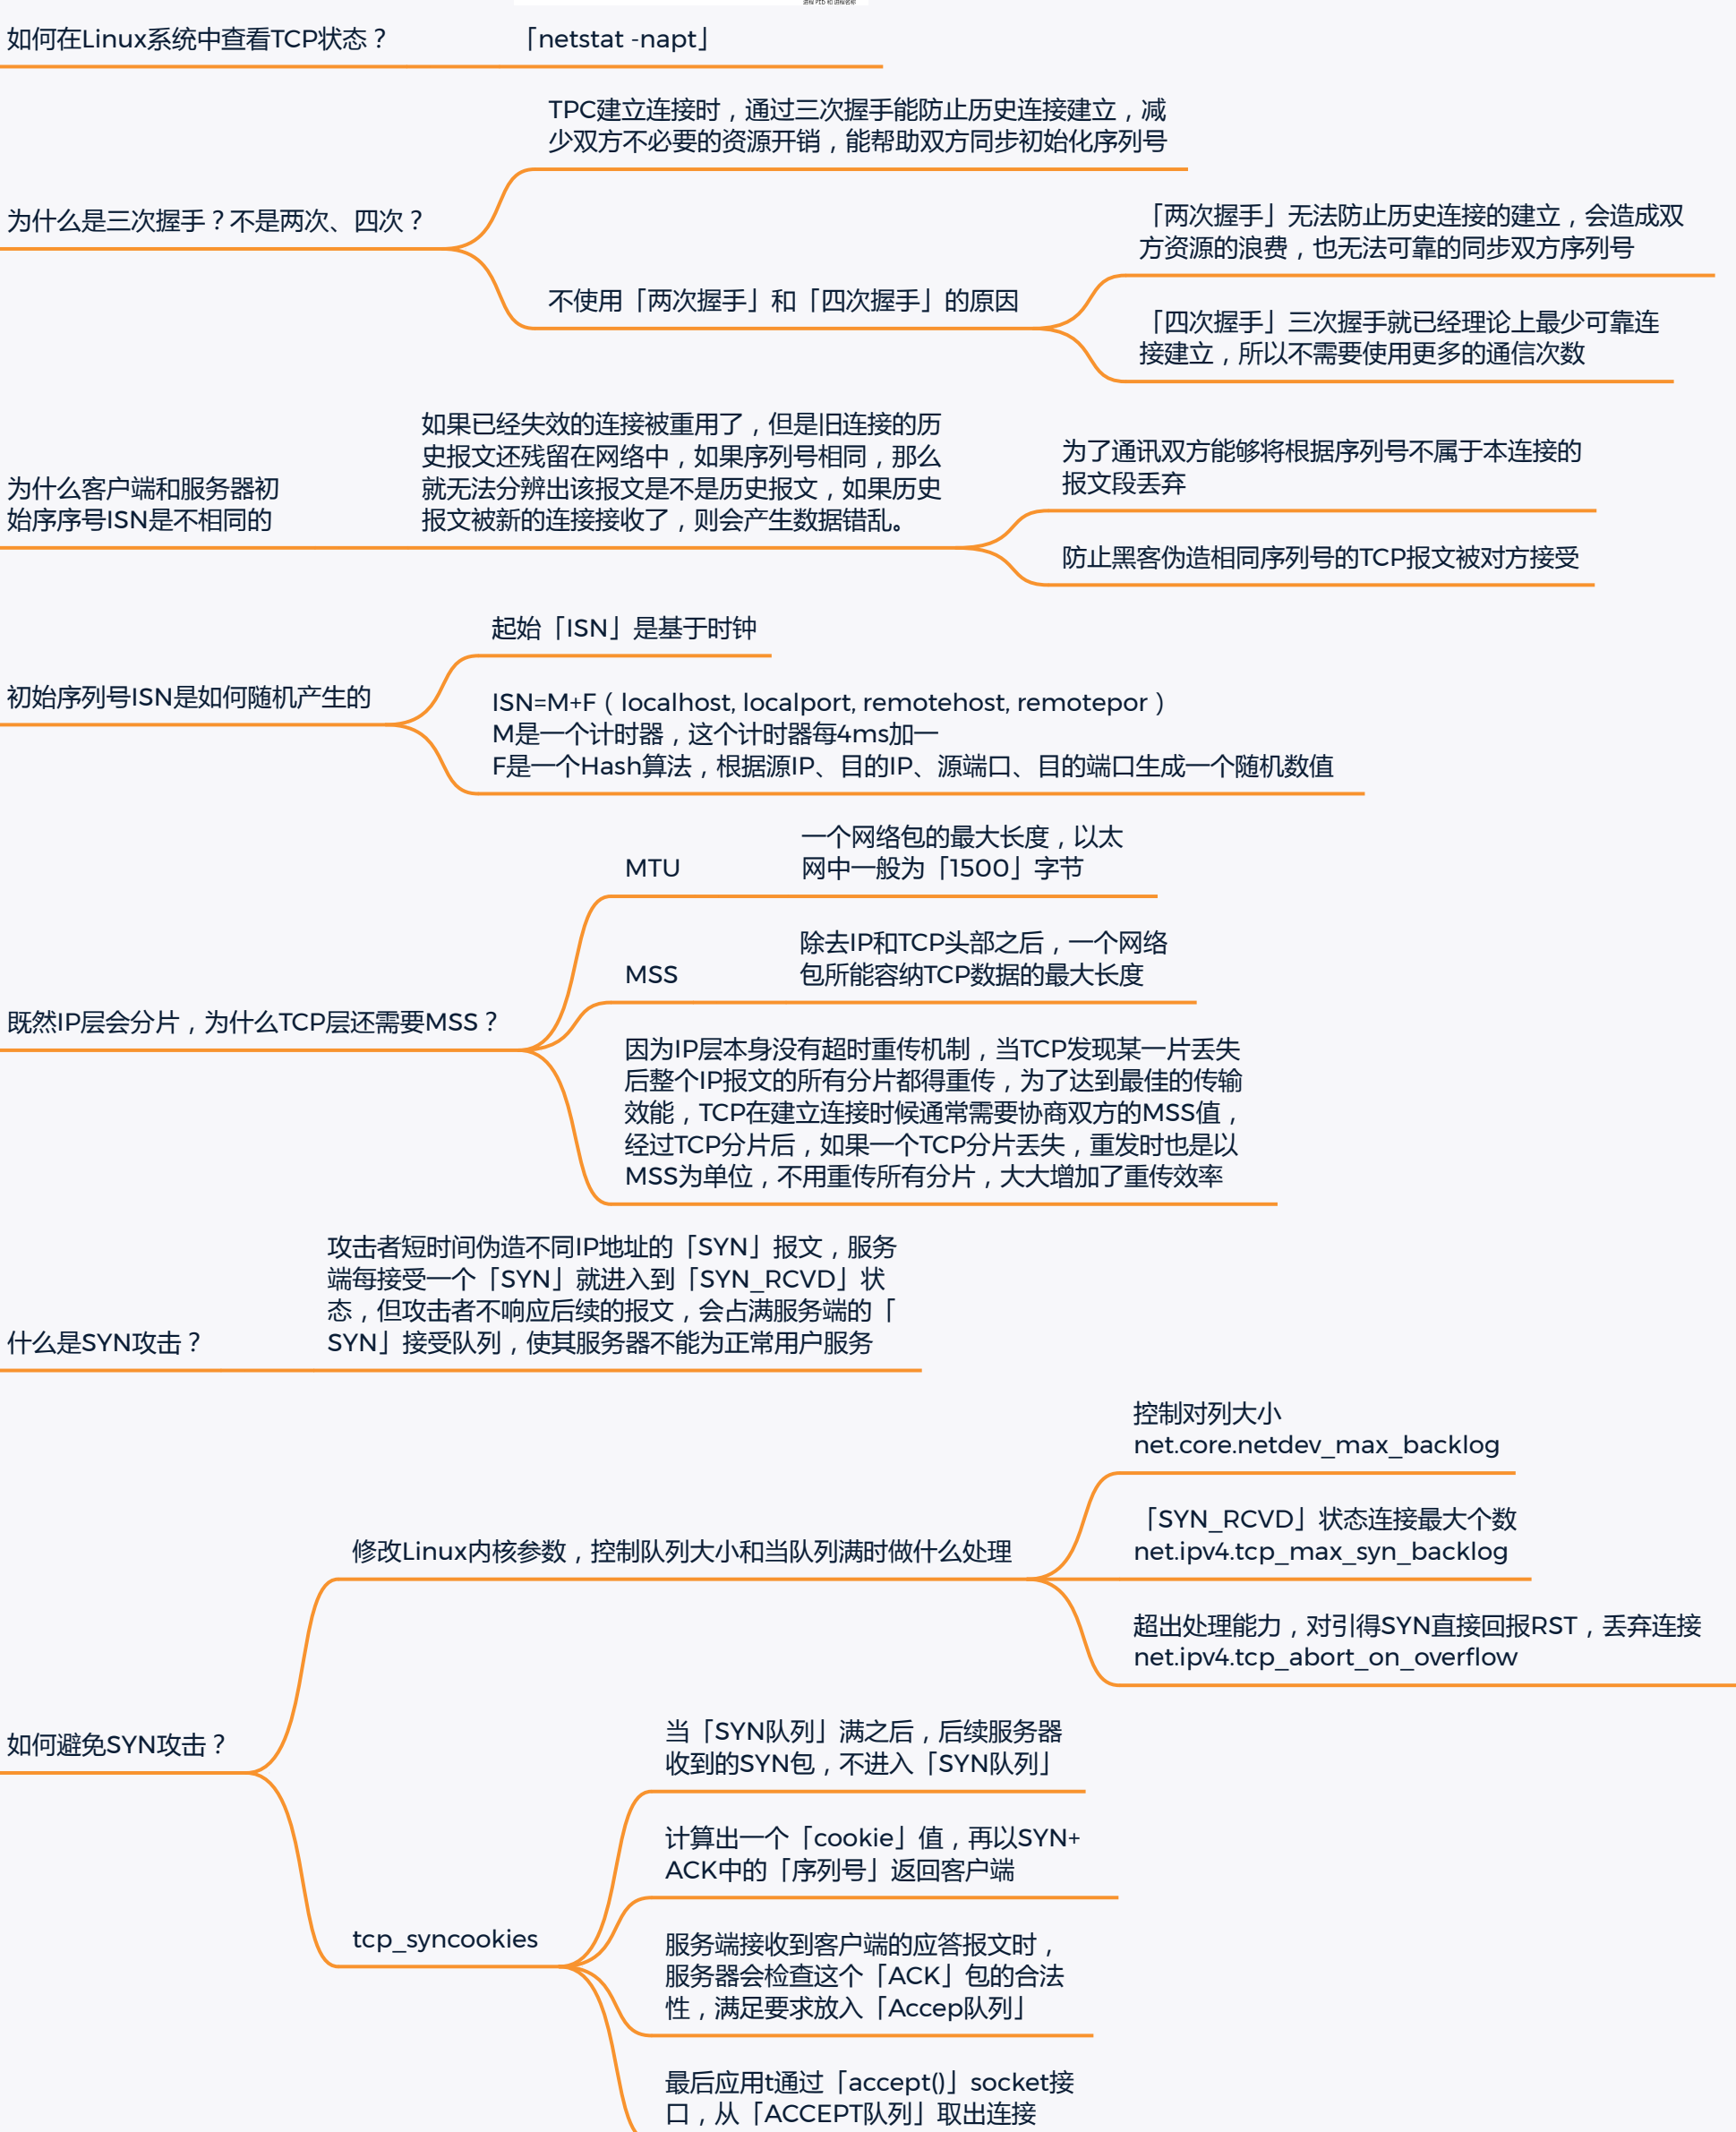 进程 PID 和 进程名称
如何在Linux系统中查看TCP状态？
「netstat -napt」
TPC建立连接时，通过三次握手能防止历史连接建立，减
少双方不必要的资源开销，能帮助双方同步初始化序列号
为什么是三次握手？不是两次、四次？
「两次握手」无法防止历史连接的建立，会造成双
方资源的浪费，也无法可靠的同步双方序列号
不使用「两次握手」和「四次握手」的原因
「四次握手」三次握手就已经理论上最少可靠连
接建立，所以不需要使用更多的通信次数
为什么客户端和服务器初
始序序号ISN是不相同的
如果已经失效的连接被重用了，但是旧连接的历
史报文还残留在网络中，如果序列号相同，那么
就无法分辨出该报文是不是历史报文，如果历史
报文被新的连接接收了，则会产生数据错乱。
为了通讯双方能够将根据序列号不属于本连接的
报文段丢弃
防止黑客伪造相同序列号的TCP报文被对方接受
初始序列号ISN是如何随机产生的
起始「ISN」是基于时钟
ISN=M+F（localhost, localport, remotehost, remotepor）
M是一个计时器，这个计时器每4ms加一
F是一个Hash算法，根据源IP、目的IP、源端口、目的端口生成一个随机数值
既然IP层会分片，为什么TCP层还需要MSS？
MTU
一个网络包的最大长度，以太
网中一般为「1500」字节
MSS
除去IP和TCP头部之后，一个网络
包所能容纳TCP数据的最大长度
因为IP层本身没有超时重传机制，当TCP发现某一片丢失
后整个IP报文的所有分片都得重传，为了达到最佳的传输
效能，TCP在建立连接时候通常需要协商双方的MSS值，
经过TCP分片后，如果一个TCP分片丢失，重发时也是以
MSS为单位，不用重传所有分片，大大增加了重传效率
什么是SYN攻击？
攻击者短时间伪造不同IP地址的「SYN」报文，服务
端每接受一个「SYN」就进入到「SYN_RCVD」状
态，但攻击者不响应后续的报文，会占满服务端的「
SYN」接受队列，使其服务器不能为正常用户服务
如何避免SYN攻击？
修改Linux内核参数，控制队列大小和当队列满时做什么处理
控制对列大小
net.core.netdev_max_backlog
「SYN_RCVD」状态连接最大个数
net.ipv4.tcp_max_syn_backlog
超出处理能力，对引得SYN直接回报RST，丢弃连接
net.ipv4.tcp_abort_on_overflow
tcp_syncookies
当「SYN队列」满之后，后续服务器
收到的SYN包，不进入「SYN队列」
计算出一个「cookie」值，再以SYN+
ACK中的「序列号」返回客户端
服务端接收到客户端的应答报文时，
服务器会检查这个「ACK」包的合法
性，满足要求放入「Accep队列」
最后应用t通过「accept()」socket接
口，从「ACCEPT队列」取出连接